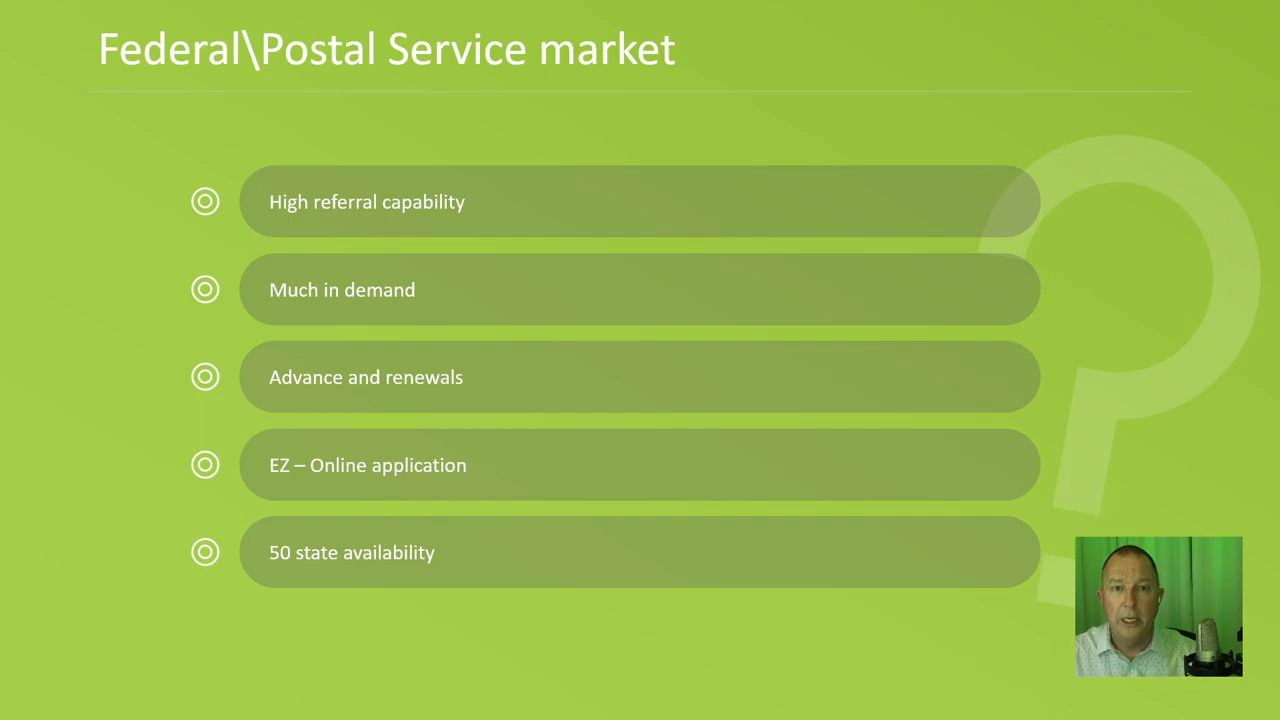 Federal\Postal Service market
High referral capability
Much in demand
Advance and renewals
EZ – Online application
50 state availability